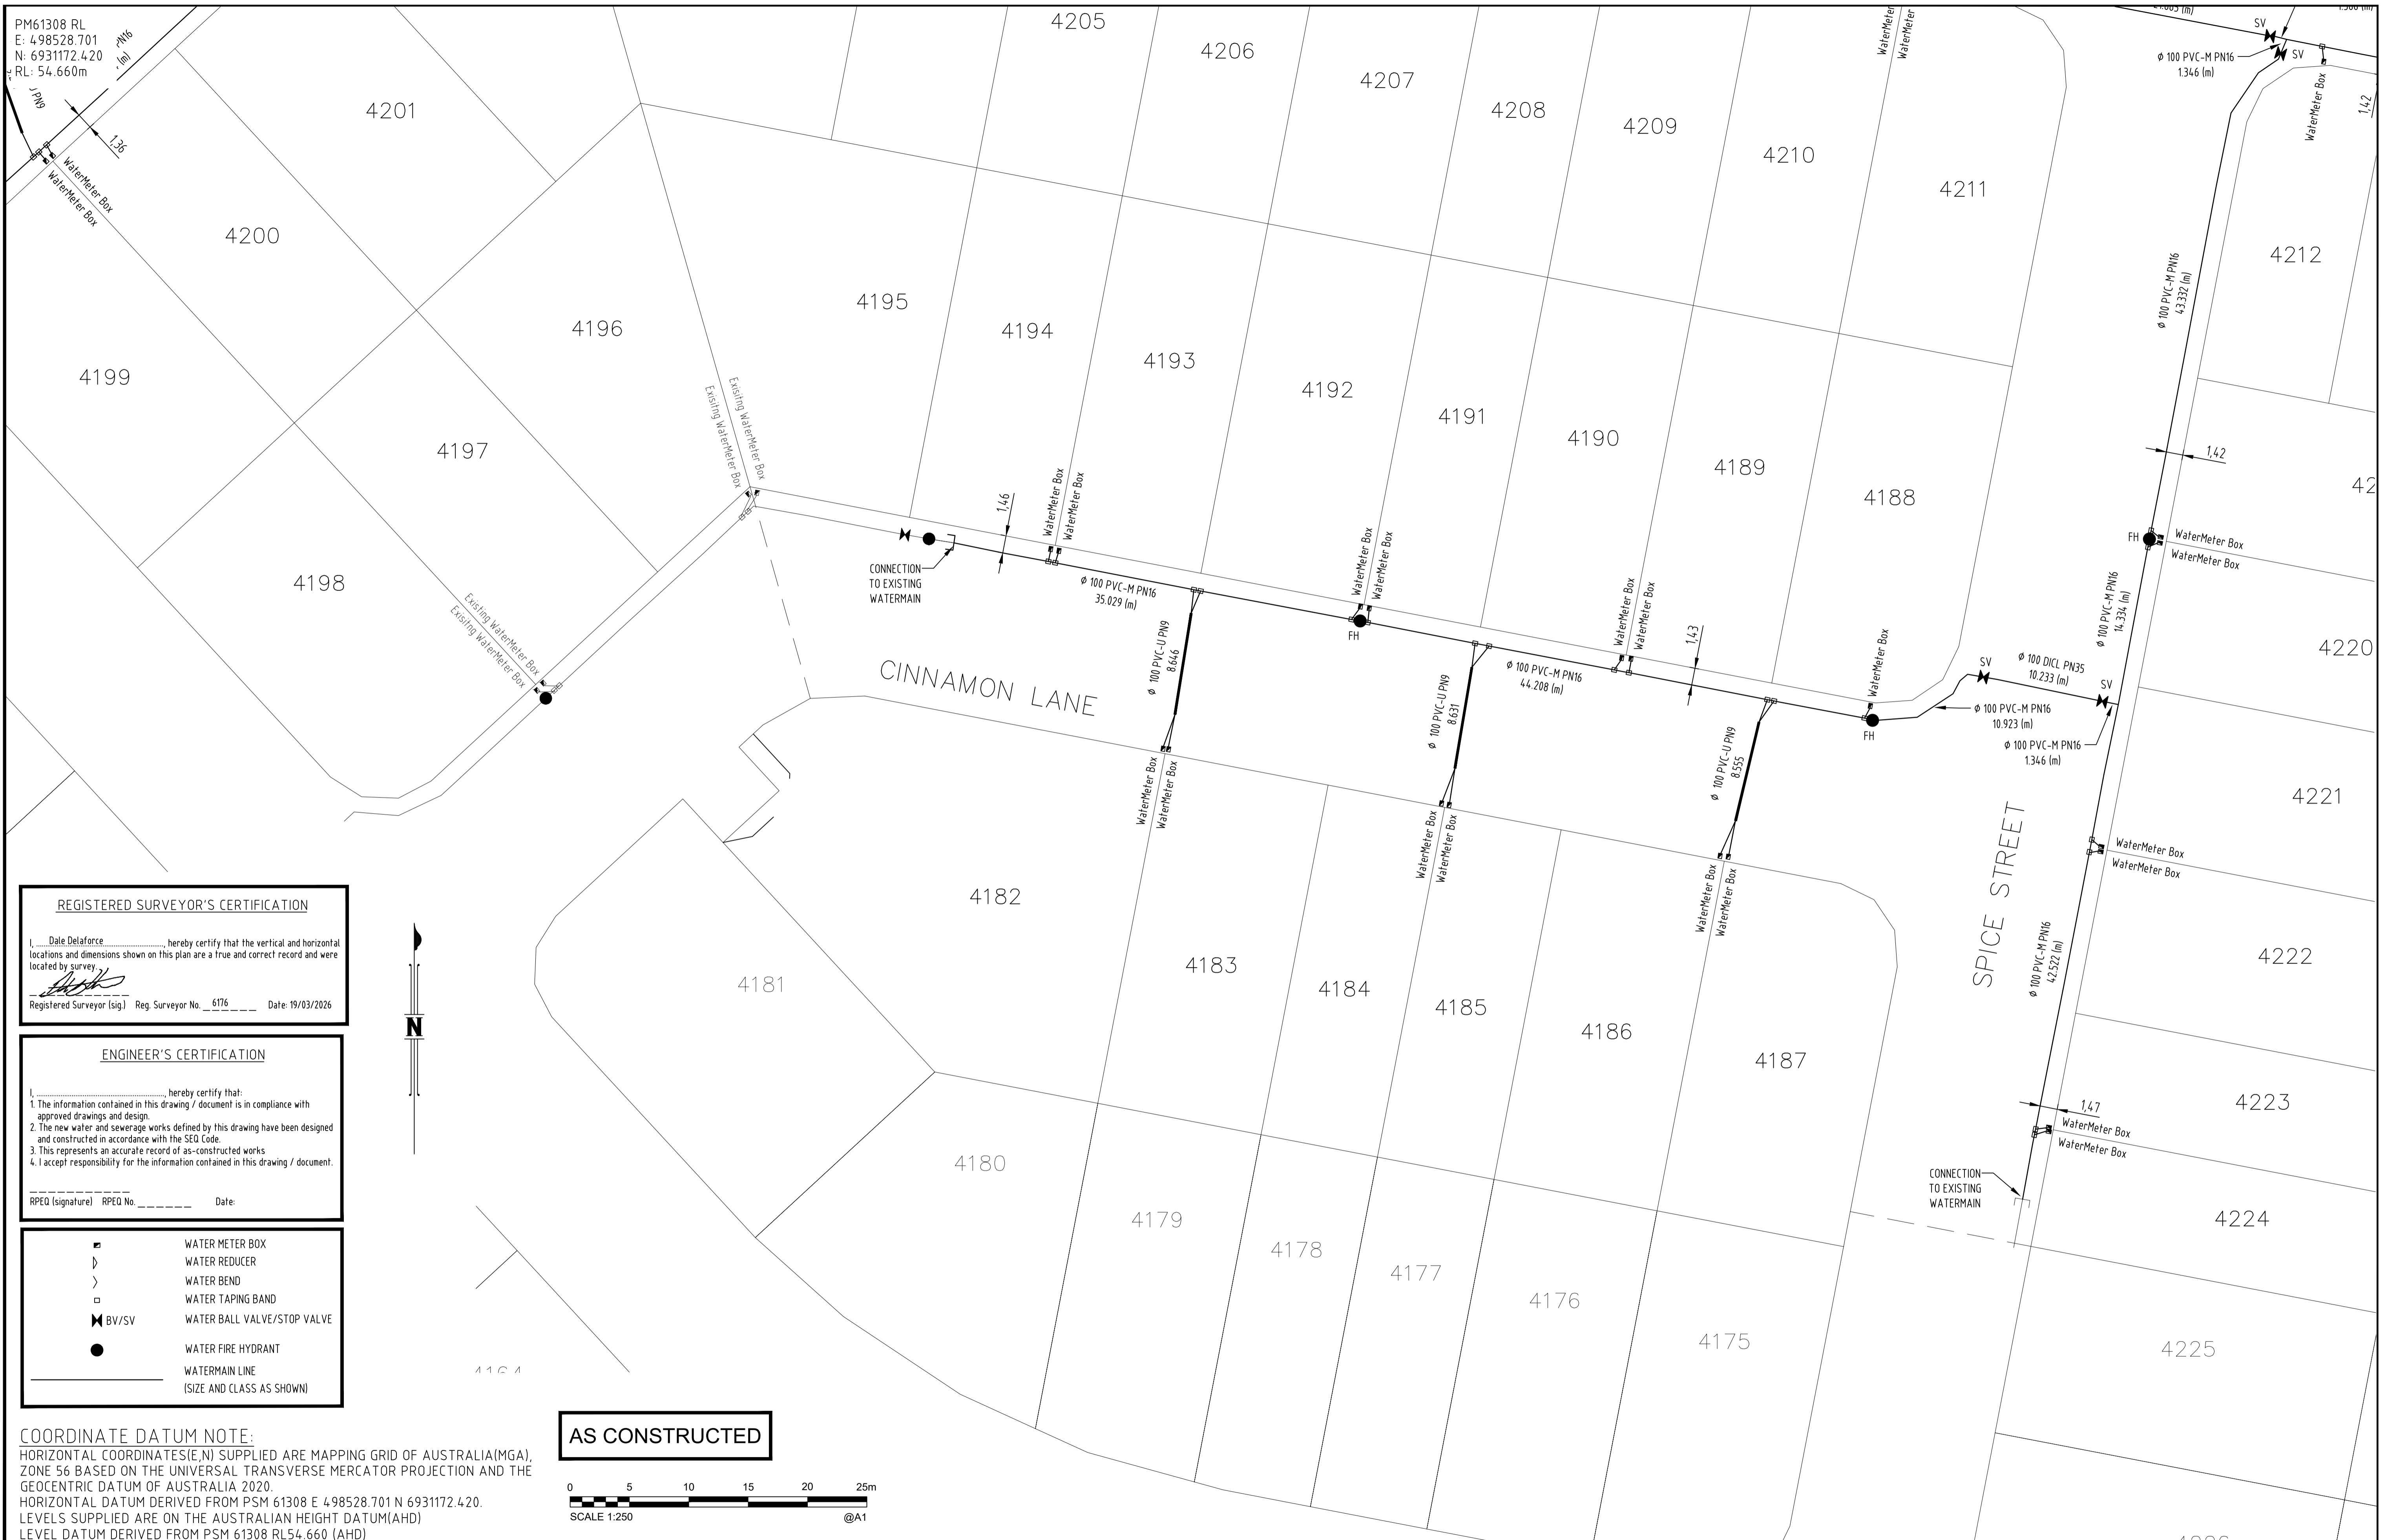 PM61308 RL
E: 498528.701
N: 6931172.420
RL: 54.660m
PN16
(m)
PN9
1,36
WaterMeter Box
WaterMeter Box
4205
4206
4207
4208
4209
4210
4211
4201
4200
4199
4196
4197
4198
4195
4194
4193
4192
4191
4190
4189
4188
WaterMeter
WaterMeter
(m)
SV
SV
Ø 100 PVC-M PN16
1.346 (m)
WaterMeter Box
1,42
4212
Ø 100 PVC-M PN16
43.332 (m)
1,42
42
FH
WaterMeter Box
WaterMeter Box
Ø 100 PVC-M PN16
14.334 (m)
4220
Exisitng WaterMeter Box
Exisitng WaterMeter Box
Existing WaterMeter Box
Exisitng WaterMeter Box
1,46
WaterMeter Box
WaterMeter Box
CONNECTION
TO EXISTING
WATERMAIN
Ø 100 PVC-M PN16
35.029 (m)
WaterMeter Box
WaterMeter Box
FH
Ø 100 PVC-U PN9
8.646
CINNAMON LANE
Ø 100 PVC-U PN9
8.631
Ø 100 PVC-M PN16
44.208 (m)
WaterMeter Box
WaterMeter Box
1,43
Ø 100 PVC-U PN9
8.555
WaterMeter Box
FH
SV
Ø 100 DICL PN35
10.233 (m)
SV
Ø 100 PVC-M PN16
10.923 (m)
Ø 100 PVC-M PN16
1.346 (m)
WaterMeter Box
WaterMeter Box
WaterMeter Box
WaterMeter Box
WaterMeter Box
WaterMeter Box
4221
WaterMeter Box
WaterMeter Box
SPICE STREET
4222
Ø 100 PVC-M PN16
42.522 (m)
4182
4181
4183
4184
4185
4186
4187
1,47
WaterMeter Box
WaterMeter Box
4223
CONNECTION
TO EXISTING
WATERMAIN
4224
4225
4180
4179
4178
4177
4176
4175
REGISTERED SURVEYOR'S CERTIFICATION
I, Dale Delaforce, hereby certify that the vertical and horizontal
locations and dimensions shown on this plan are a true and correct record and were
located by survey.
Registered Surveyor (sig.) Reg. Surveyor No. 6176 Date: 19/03/2026
N
ENGINEER'S CERTIFICATION
I, ............................................................, hereby certify that:
1. The information contained in this drawing / document is in compliance with
approved drawings and design.
2. The new water and sewerage works defined by this drawing have been designed
and constructed in accordance with the SEQ Code.
3. This represents an accurate record of as-constructed works
4. I accept responsibility for the information contained in this drawing / document.
RPEQ (signature) RPEQ No. ______ Date:
WATER METER BOX
WATER REDUCER
WATER BEND
WATER TAPING BAND
BV/SV WATER BALL VALVE/STOP VALVE
WATER FIRE HYDRANT
WATERMAIN LINE
(SIZE AND CLASS AS SHOWN)
COORDINATE DATUM NOTE:
HORIZONTAL COORDINATES(E,N) SUPPLIED ARE MAPPING GRID OF AUSTRALIA(MGA),
ZONE 56 BASED ON THE UNIVERSAL TRANSVERSE MERCATOR PROJECTION AND THE
GEOCENTRIC DATUM OF AUSTRALIA 2020.
HORIZONTAL DATUM DERIVED FROM PSM 61308 E 498528.701 N 6931172.420.
LEVELS SUPPLIED ARE ON THE AUSTRALIAN HEIGHT DATUM(AHD)
LEVEL DATUM DERIVED FROM PSM 61308 RL54.660 (AHD)
AS CONSTRUCTED
0 5 10 15 20 25m
SCALE 1:250 @A1